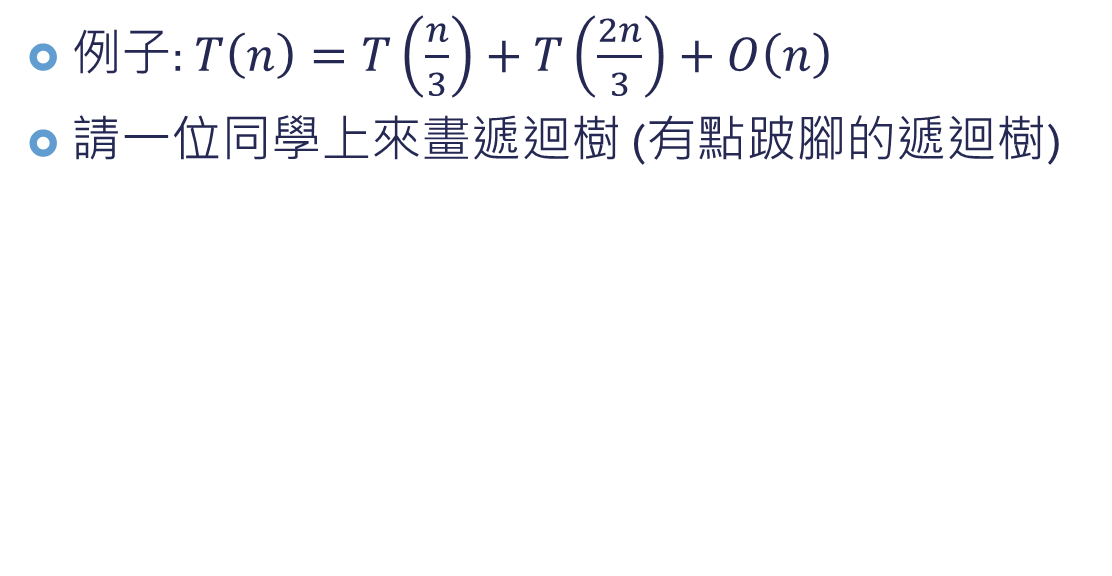 例子: T(n) = T(n/3) + T(2n/3) + O(n)
請一位同學上來畫遞迴樹 (有點跛腳的遞迴樹)